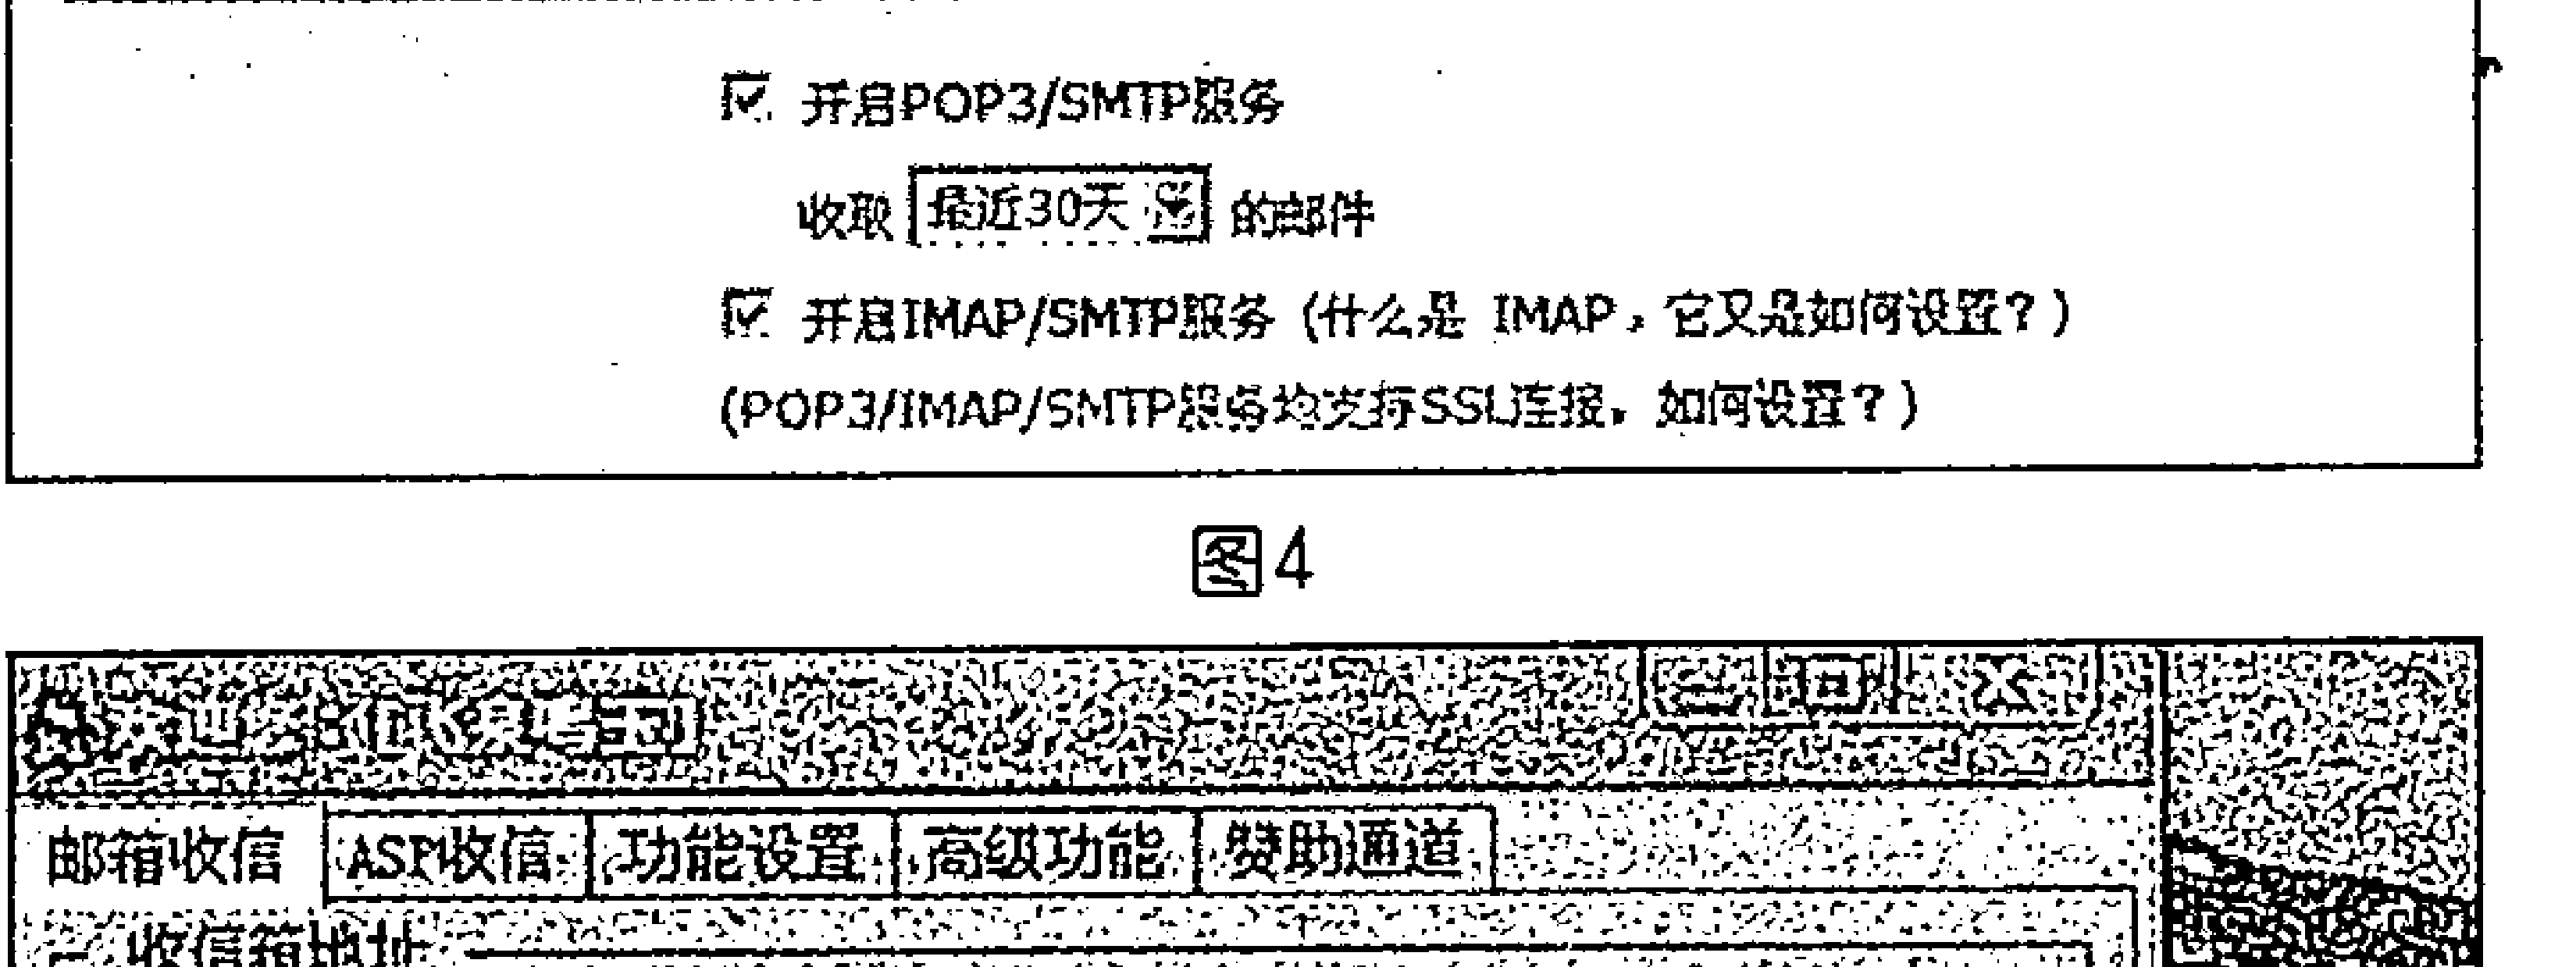 开启POP3/SMTP服务
收取 最近30天 的邮件
开启IMAP/SMTP服务 (什么是 IMAP，它又是如何设置？)
(POP3/IMAP/SMTP服务均支持SSL连接，如何设置？)
图4
邮箱收信 ASP收信 功能设置 高级功能 赞助通道
收信箱地址